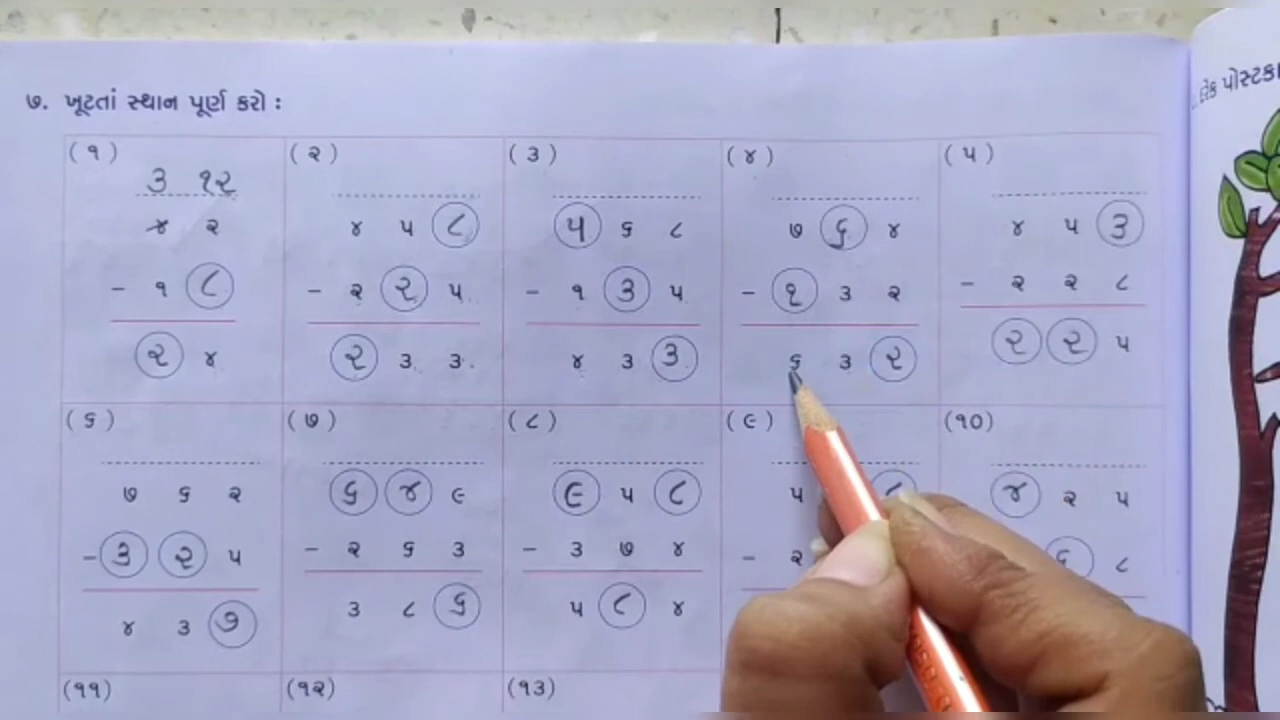 ૭. ખૂટતાં સ્થાન પૂર્ણ કરો :
(૧) (૨) (૩) (૪) (૫)
૩ ૧૨
૪ ૨ ૪ ૫ ૮ ૫ ૬ ૮ ૭ ૬ ૪ ૪ ૫ ૩
- ૧ ૮ - ૨ ૨ ૫ - ૧ ૩ ૫ - ૧ ૩ ૨ - ૨ ૨ ૮
૨ ૪ ૨ ૩ ૩ ૪ ૩ ૩ ૬ ૩ ૨ ૨ ૨ ૫
(૬) (૭) (૮) (૯) (૧૦)
૭ ૬ ૨ ૬ ૪ ૯ ૯ ૫ ૮ ૫ ૪ ૨ ૫
- ૩ ૨ ૫ - ૨ ૬ ૩ - ૩ ૭ ૪ - ૨ ૬ ૮
૪ ૩ ૭ ૩ ૮ ૬ ૫ ૮ ૪
(૧૧) (૧૨) (૧૩)